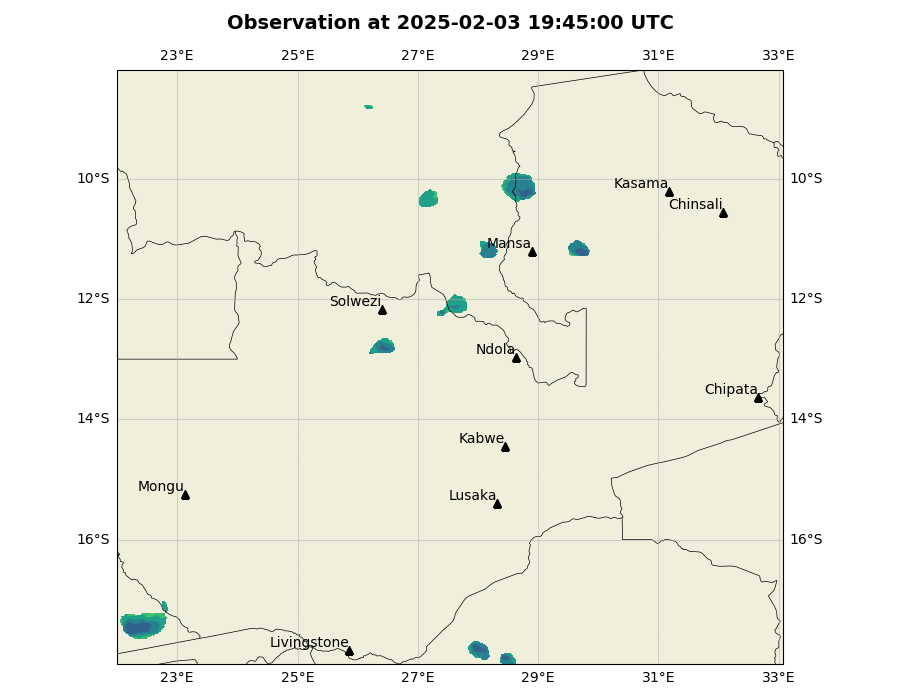 Observation at 2025-02-03 19:45:00 UTC
23°E 25°E 27°E 29°E 31°E 33°E
10°S 10°S
Kasama
Chinsali
Mansa
12°S 12°S
Solwezi
Ndola
Chipata
14°S 14°S
Kabwe
Mongu
Lusaka
16°S 16°S
Livingstone
23°E 25°E 27°E 29°E 31°E 33°E